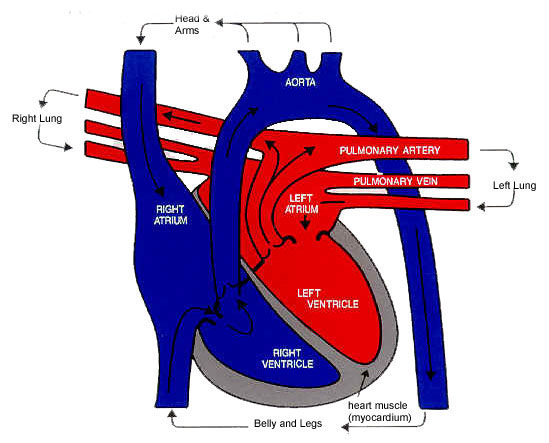 Head &
Arms
AORTA
Right Lung
PULMONARY ARTERY
PULMONARY VEIN
Left Lung
LEFT
ATRIUM
RIGHT
ATRIUM
LEFT
VENTRICLE
RIGHT
VENTRICLE
heart muscle
(myocardium)
Belly and Legs